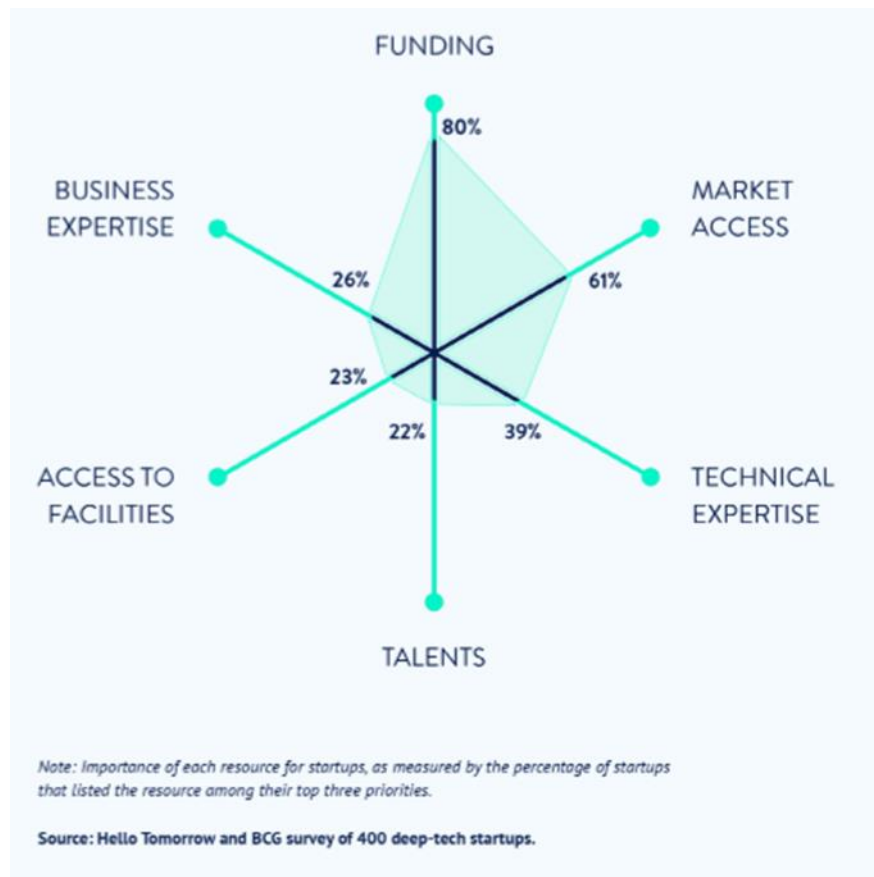 FUNDING
80%
BUSINESS
EXPERTISE
MARKET
ACCESS
26%
61%
23%
22%
39%
ACCESS TO
FACILITIES
TECHNICAL
EXPERTISE
TALENTS
Note: Importance of each resource for startups, as measured by the percentage of startups
that listed the resource among their top three priorities.
Source: Hello Tomorrow and BCG survey of 400 deep-tech startups.